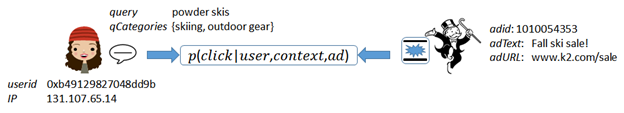 query powder skis
qCategories {skiing, outdoor gear}
p(click|user,context,ad)
userid 0xb49129827048dd9b
IP 131.107.65.14
adid: 1010054353
adText: Fall ski sale!
adURL: www.k2.com/sale